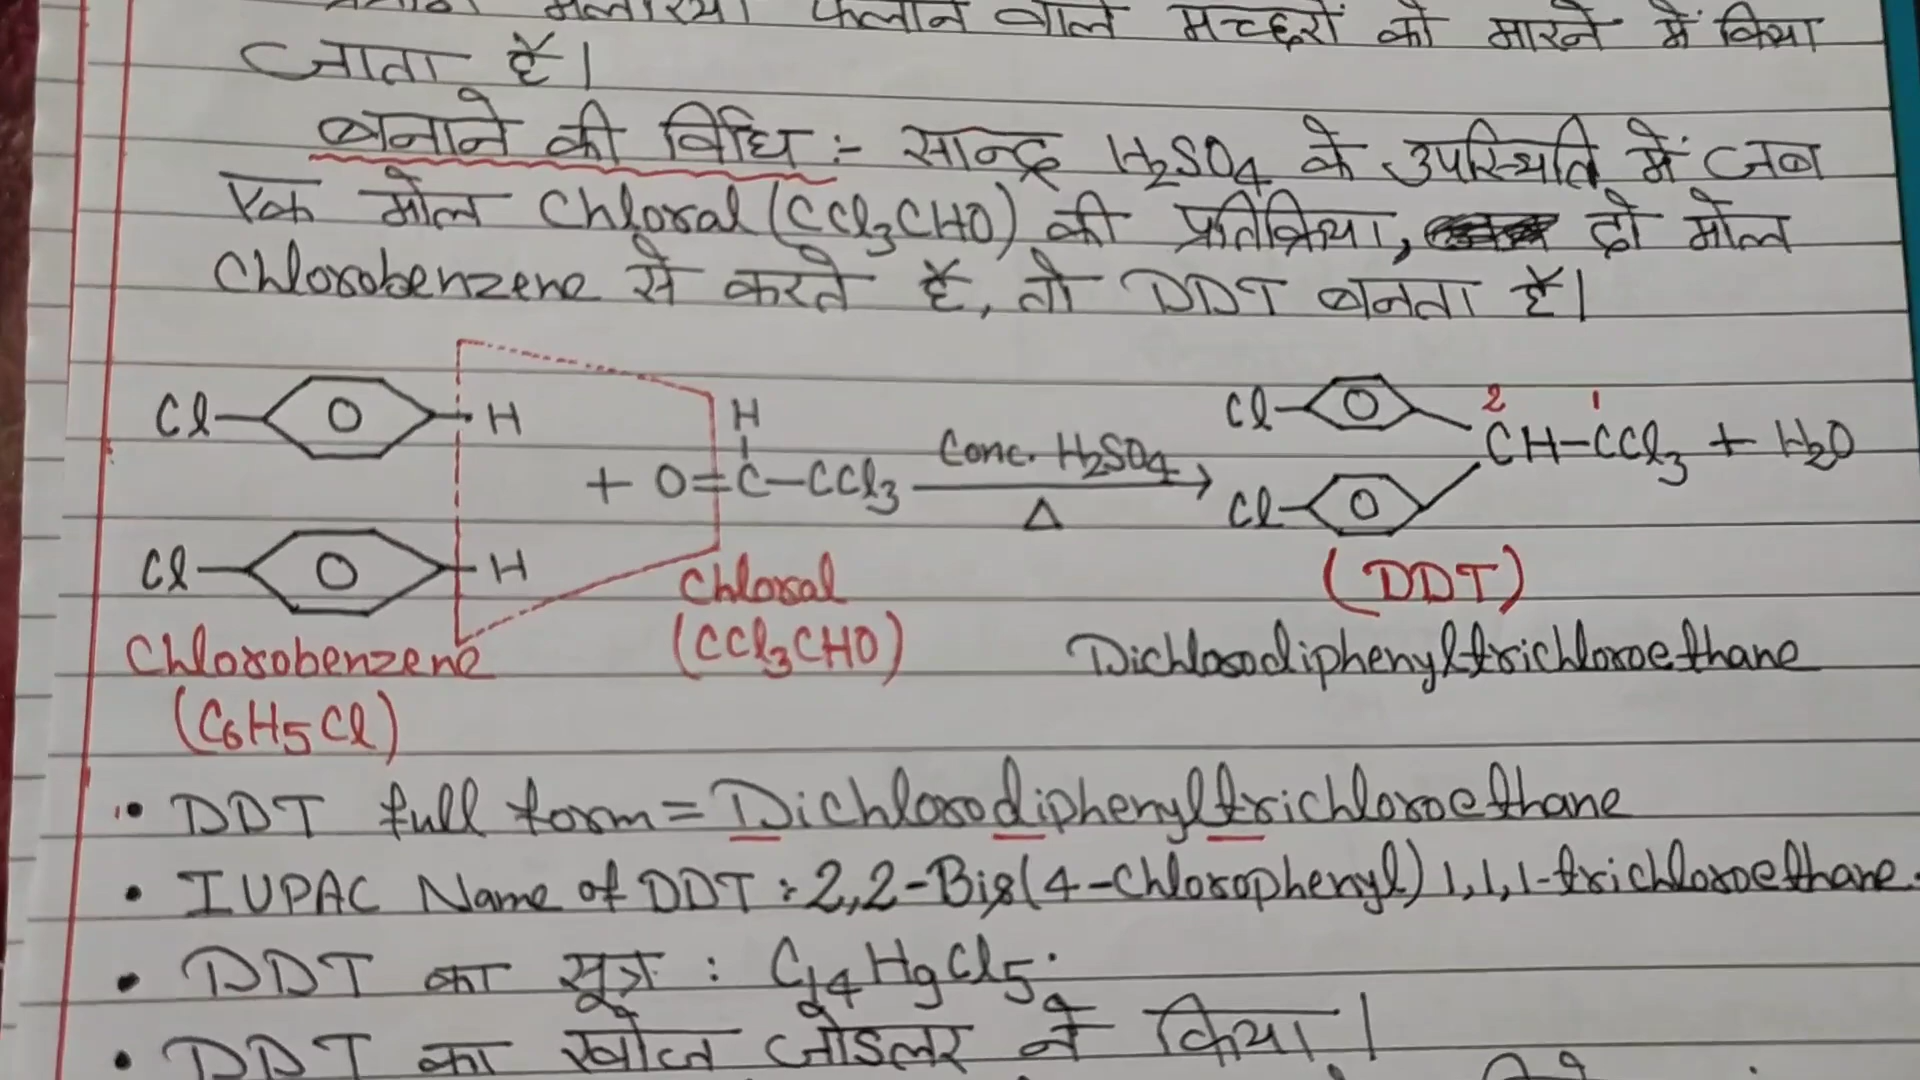 मलेरिया फैलाने वाले मच्छरों को मारने में किया
जाता है।
बनाने की विधि :- सान्द्र H₂SO₄ के उपस्थिति में जब
एक मोल Chloral (CCl₃CHO) की प्रतिक्रिया, दो मोल
Chlorobenzene से करते हैं, तो DDT बनता है।
Cl H
H
+ O=C-CCl₃
Cl H
Conc. H₂SO₄
Δ
Cl 2 1
CH-CCl₃ + H₂O
Cl
Chlorobenzene
(C₆H₅Cl)
Chloral
(CCl₃CHO)
(DDT)
Dichlorodiphenyltrichloroethane
• DDT full form = Dichlorodiphenyltrichloroethane
• IUPAC Name of DDT : 2,2-Bis(4-Chlorophenyl) 1,1,1-trichloroethane.
• DDT का सूत्र : C₁₄H₉Cl₅.
• DDT का खोज जोडलर ने किया।